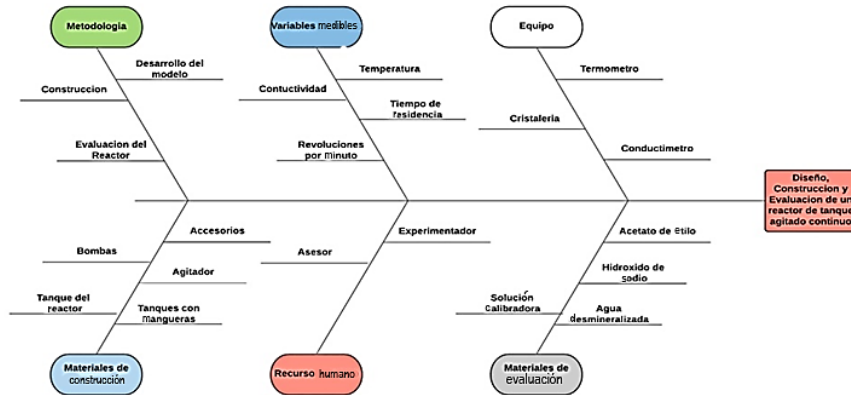 Metodologia
Variables medibles
Equipo
Desarrollo del
modelo
Construccion
Evaluacion del
Reactor
Temperatura
Contuctividad
Tiempo de
residencia
Revoluciones
por minuto
Termometro
Cristaleria
Conductimetro
Diseño,
Construccion y
Evaluacion de un
reactor de tanque
agitado continuo
Accesorios
Bombas
Agitador
Tanque del
reactor
Tanques con
mangueras
Experimentador
Asesor
Acetato de etilo
Hidroxido de
sodio
Solución
calibradora
Agua
desmineralizada
Materiales de
construcción
Recurso humano
Materiales de
evaluación